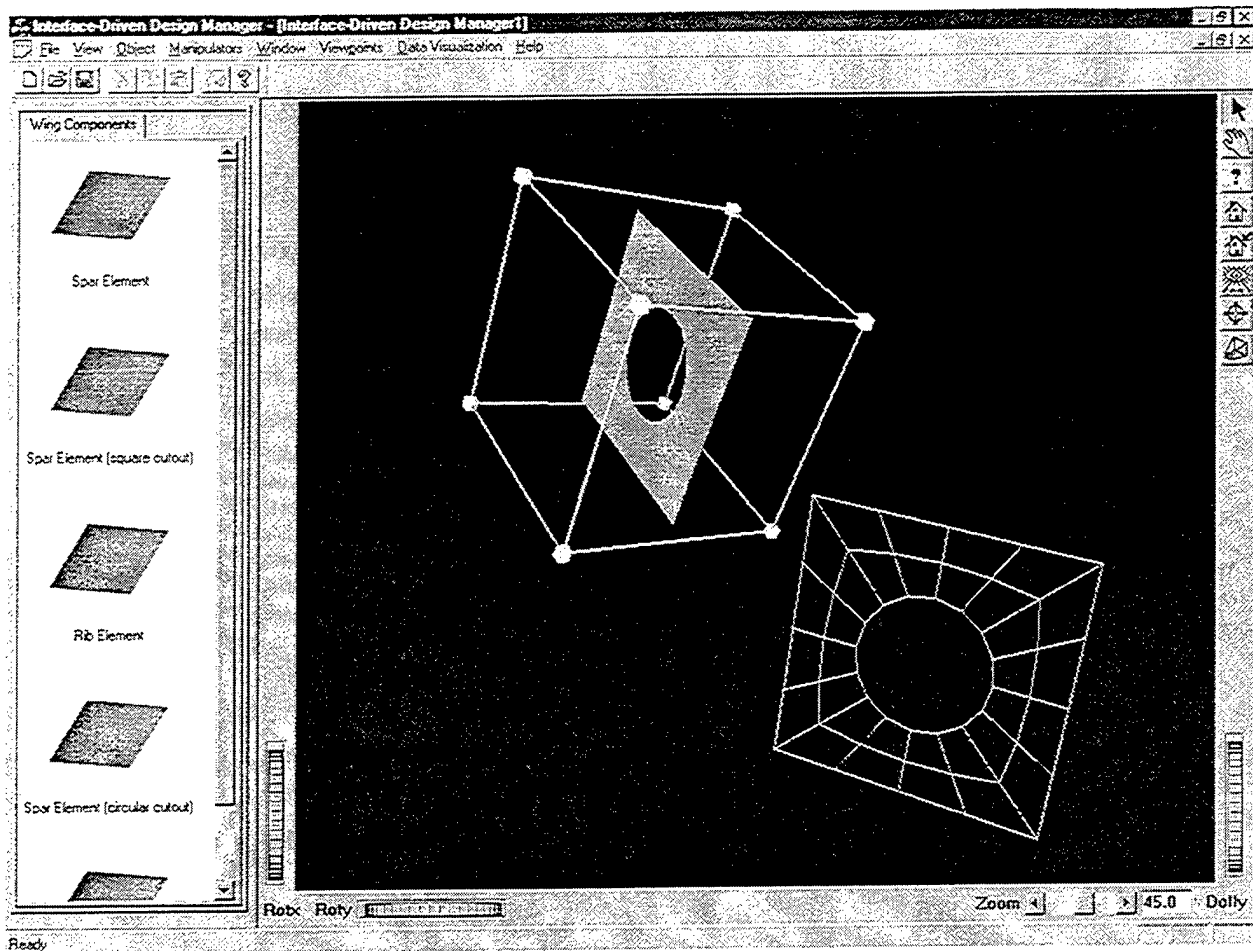 Interface-Driven Design Manager - [Interface-Driven Design Manager1]
File View Object Manipulators Window Viewpoints Data Visualization Help
Wing Components
Spar Element
Spar Element (square cutout)
Rib Element
Spar Element (circular cutout)
Rotx Roty
Zoom 45.0 Dolly
Ready